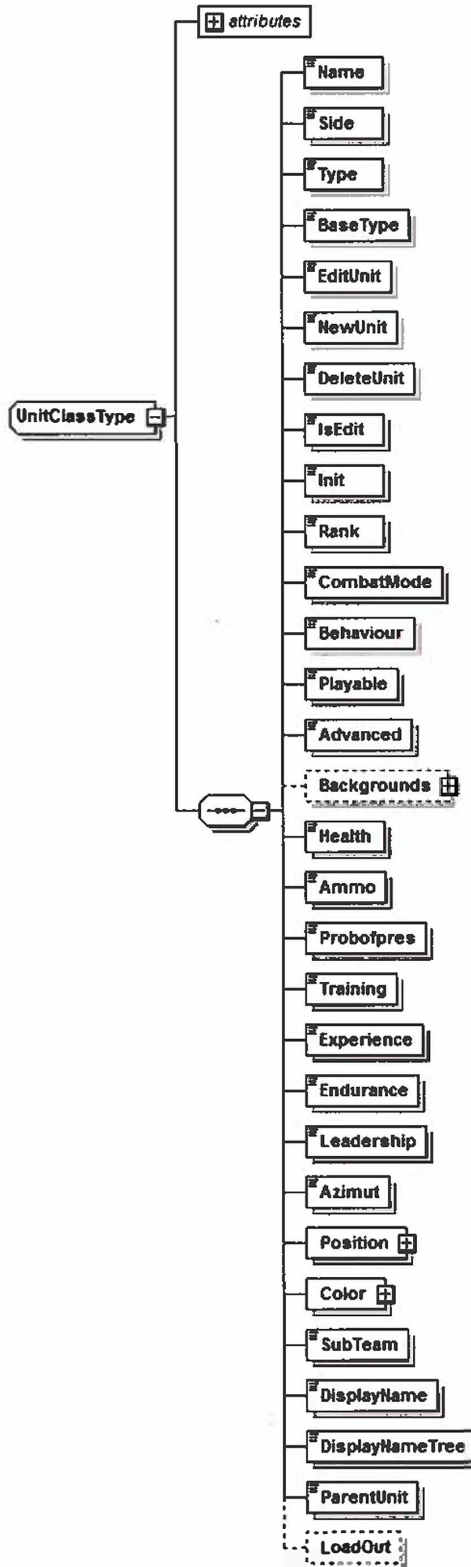 attributes
Name
Side
Type
BaseType
EditUnit
NewUnit
DeleteUnit
UnitClassType
IsEdit
Init
Rank
CombatMode
Behaviour
Playable
Advanced
Backgrounds
Health
Ammo
Probofpres
Training
Experience
Endurance
Leadership
Azimut
Position
Color
SubTeam
DisplayName
DisplayNameTree
ParentUnit
LoadOut